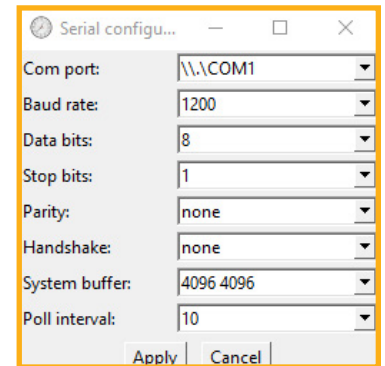 Serial configu...
Com port: \\.\COM1
Baud rate: 1200
Data bits: 8
Stop bits: 1
Parity: none
Handshake: none
System buffer: 4096 4096
Poll interval: 10
Apply Cancel